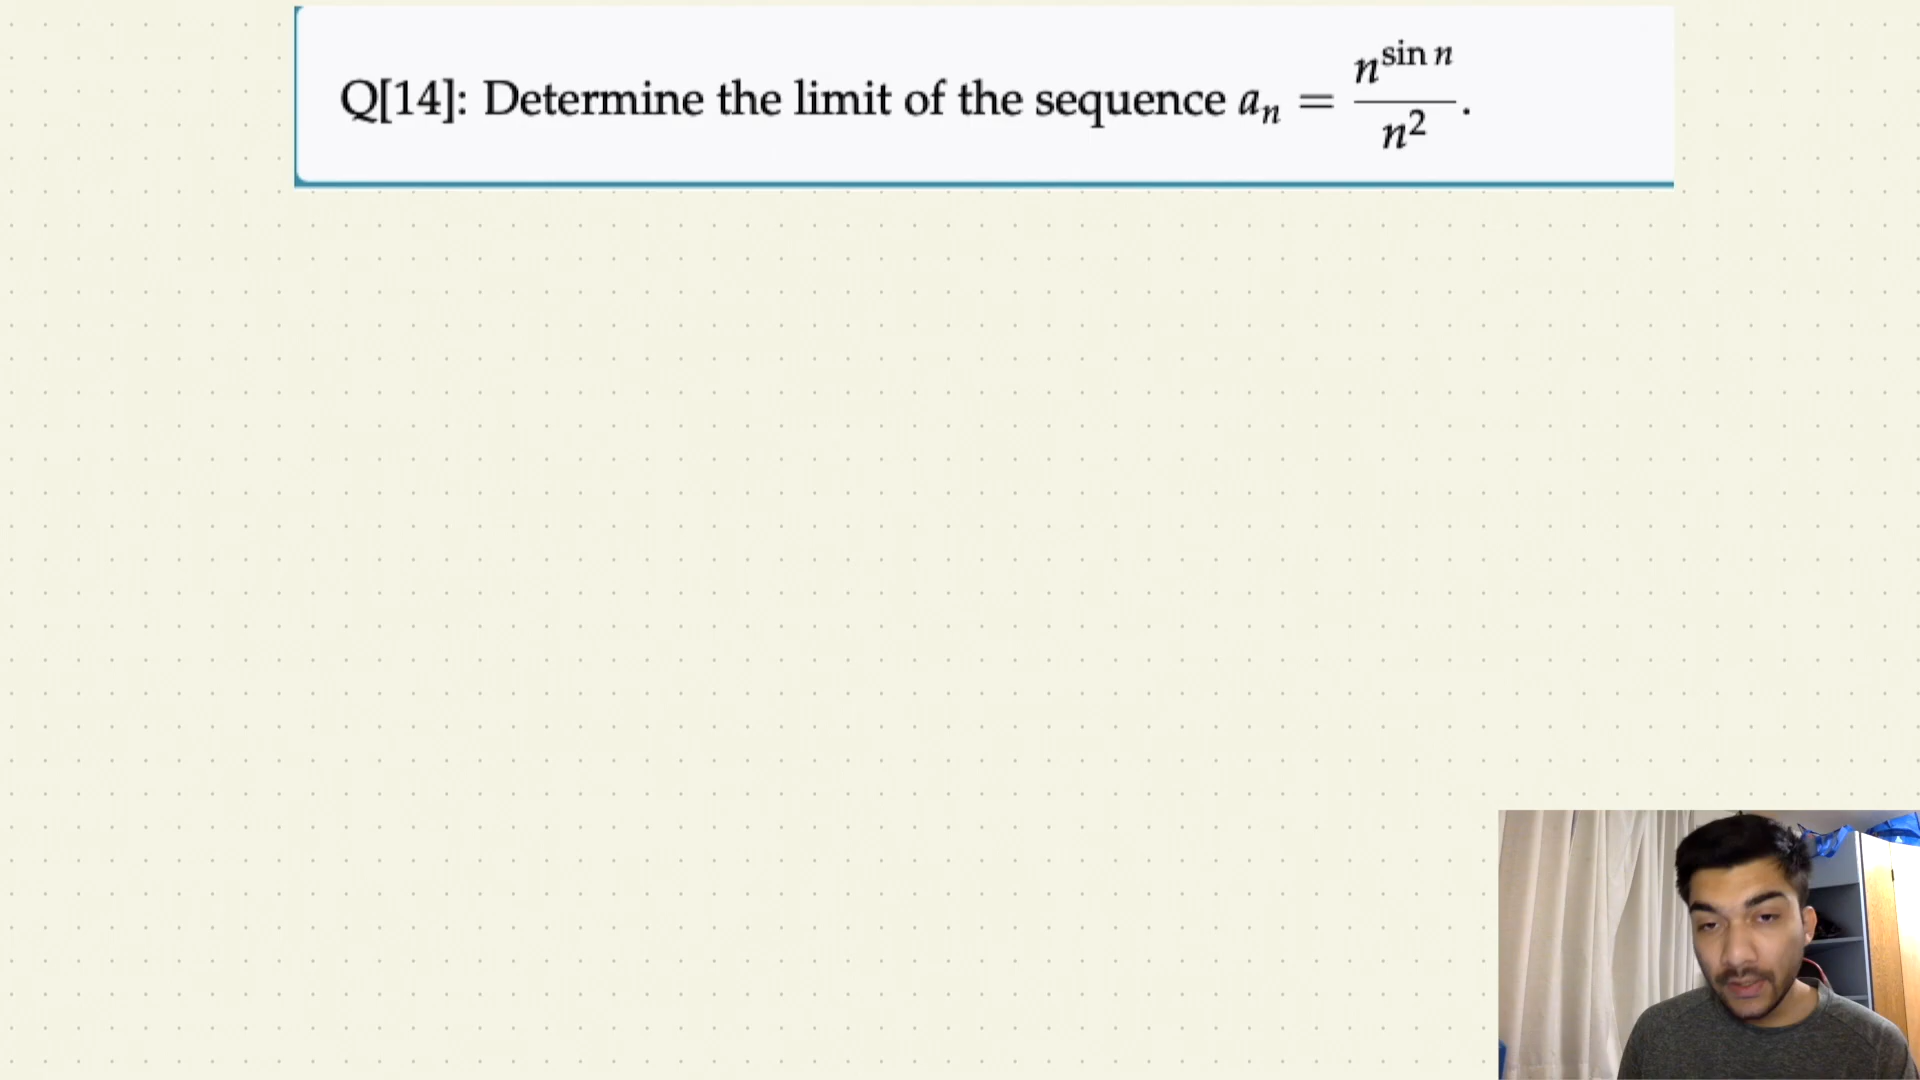 Q[14]: Determine the limit of the sequence aₙ = n^{sin n} / n².